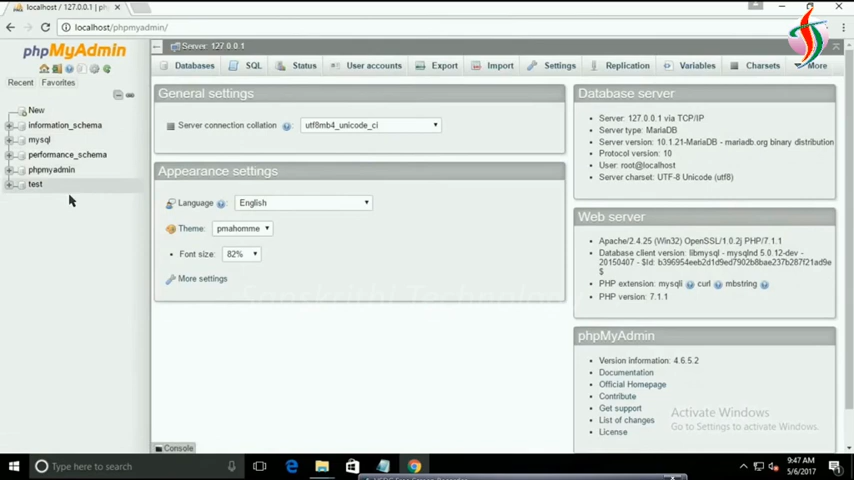 localhost / 127.0.0.1 | ph
localhost/phpmyadmin/
phpMyAdmin
Recent Favorites
New
information_schema
mysql
performance_schema
phpmyadmin
test
Server: 127.0.0.1
Databases SQL Status User accounts Export Import Settings Replication Variables Charsets More
General settings
Server connection collation utf8mb4_unicode_ci
Appearance settings
Language English
Theme: pmahomme
Font size: 82%
More settings
Database server
Server: 127.0.0.1 via TCP/IP
Server type: MariaDB
Server version: 10.1.21-MariaDB - mariadb.org binary distribution
Protocol version: 10
User: root@localhost
Server charset: UTF-8 Unicode (utf8)
Web server
Apache/2.4.25 (Win32) OpenSSL/1.0.2j PHP/7.1.1
Database client version: libmysql - mysqlnd 5.0.12-dev -
20150407 - $Id: b396954eeb2d1d9ed7902b8bae237b287f21ad9e
$
PHP extension: mysqli curl mbstring
PHP version: 7.1.1
phpMyAdmin
Version information: 4.6.5.2
Documentation
Official Homepage
Contribute
Get support
List of changes
License
Activate Windows
Go to Settings to activate Windows.
Console
Type here to search
9:47 AM
5/6/2017